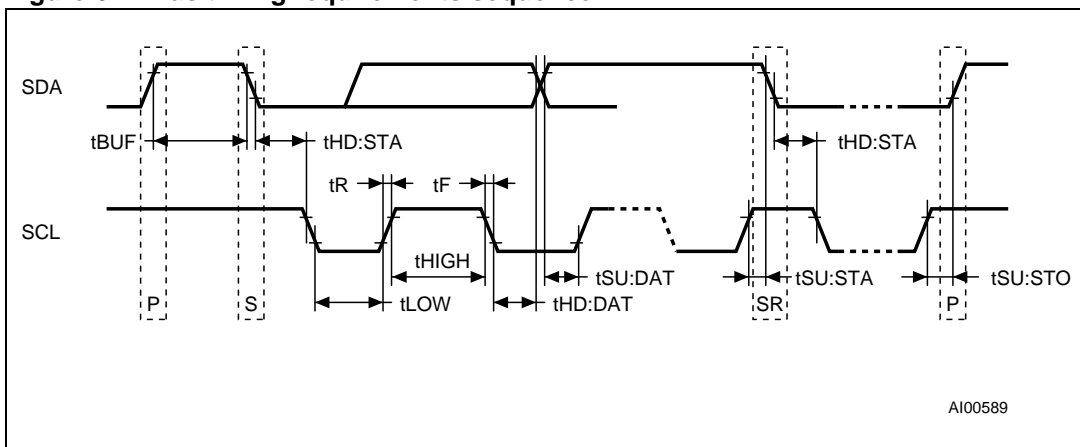 SDA
tBUF
tHD:STA
tHD:STA
tR
tF
SCL
tHIGH
tSU:DAT
tSU:STA
tSU:STO
P
S
tLOW
tHD:DAT
SR
P
AI00589